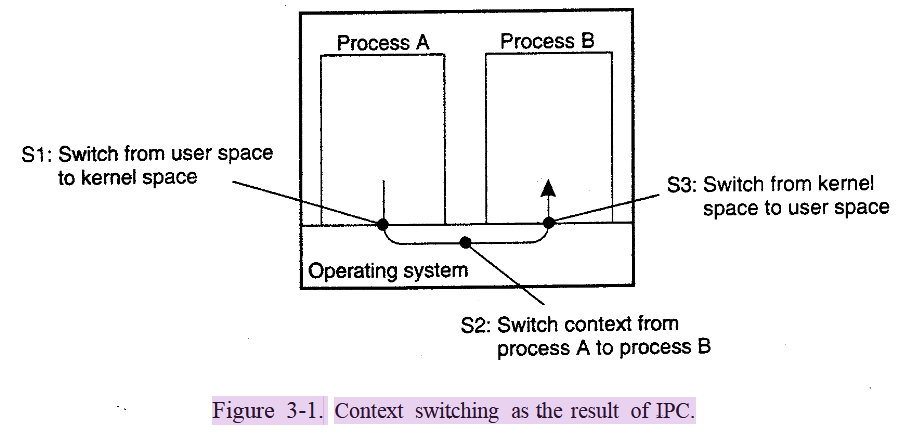 Process A
Process B
S1: Switch from user space
to kernel space
S3: Switch from kernel
space to user space
Operating system
S2: Switch context from
process A to process B
Figure 3-1. Context switching as the result of IPC.